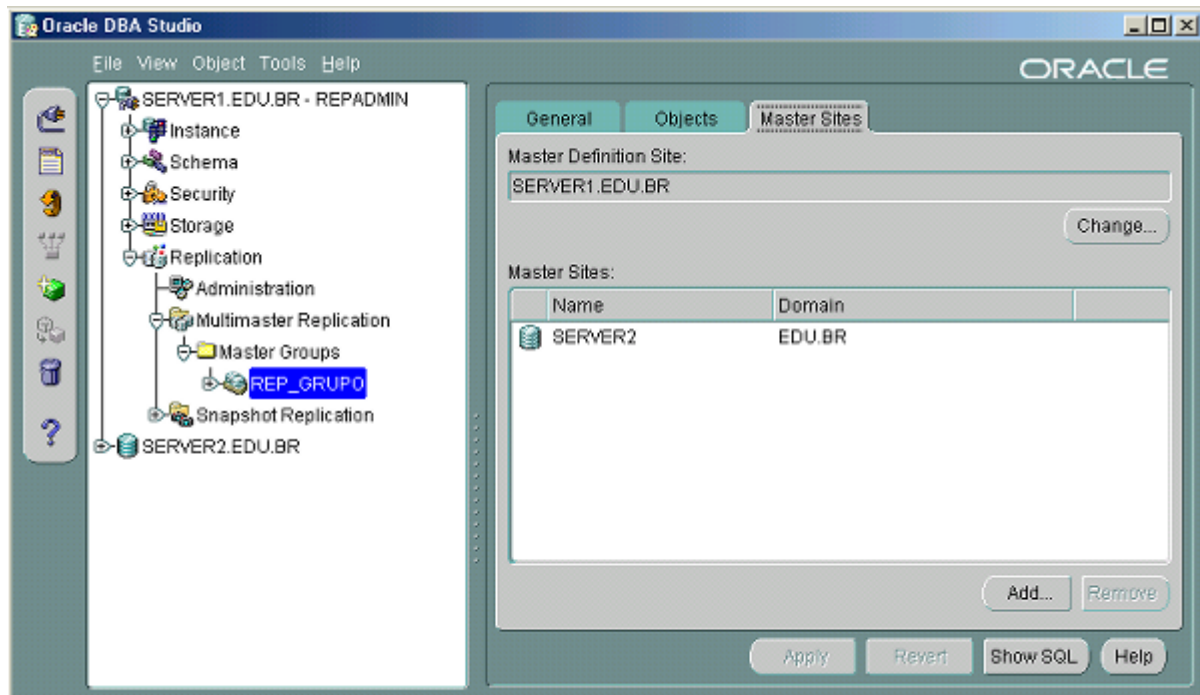 Oracle DBA Studio
File View Object Tools Help
ORACLE
SERVER1.EDU.BR - REPADMIN
Instance
Schema
Security
Storage
Replication
Administration
Multimaster Replication
Master Groups
REP_GRUPO
Snapshot Replication
SERVER2.EDU.BR
General Objects Master Sites
Master Definition Site:
SERVER1.EDU.BR
Change...
Master Sites:
Name Domain
SERVER2 EDU.BR
Add... Remove
Apply Revert Show SQL Help